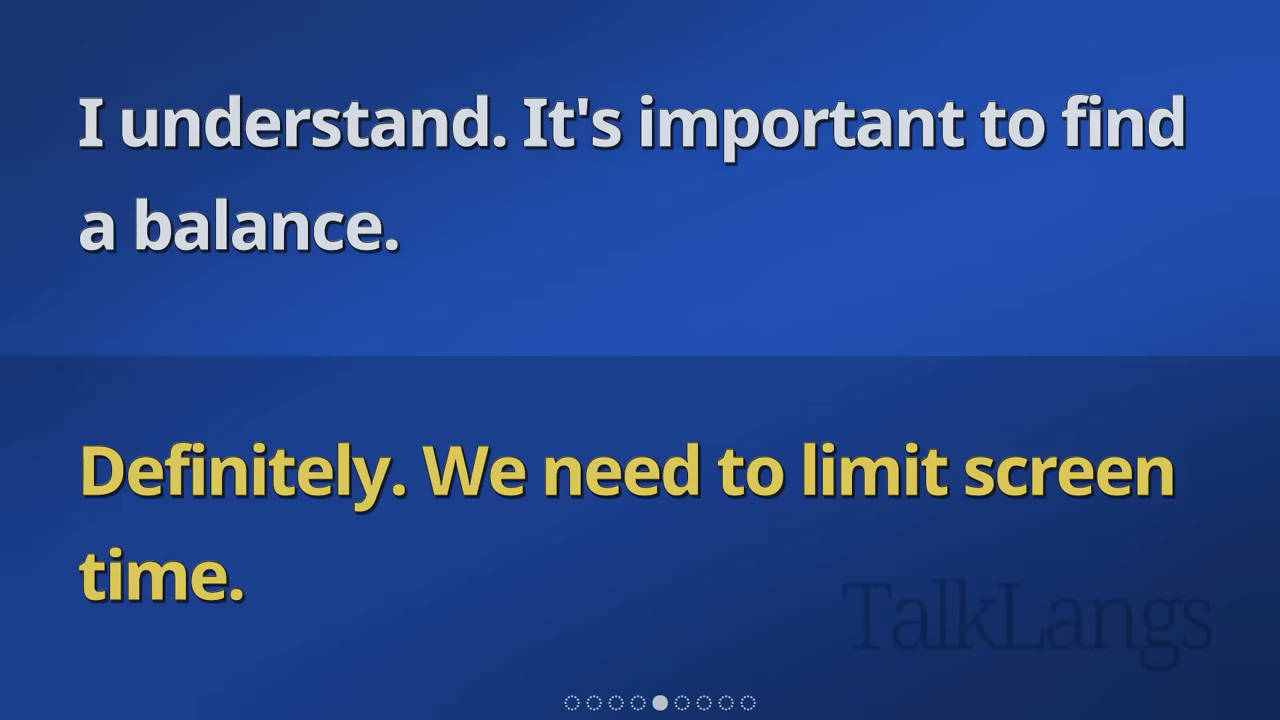 I understand. It's important to find
a balance.
Definitely. We need to limit screen
time.
TalkLangs